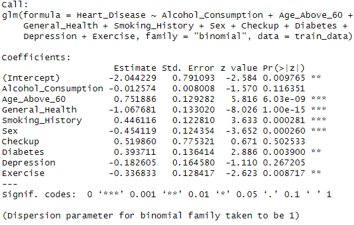 Call:
glm(formula = Heart_Disease ~ Alcohol_Consumption + Age_Above_60 +
General_Health + Smoking_History + Sex + Checkup + Diabetes +
Depression + Exercise, family = "binomial", data = train_data)
Coefficients:
Estimate Std. Error z value Pr(>|z|)
(Intercept) -2.044229 0.791093 -2.584 0.009765 **
Alcohol_Consumption -0.012574 0.008008 -1.570 0.116351
Age_Above_60 0.751886 0.129282 5.816 6.03e-09 ***
General_Health -1.067681 0.133020 -8.026 1.00e-15 ***
Smoking_History 0.446116 0.122810 3.633 0.000281 ***
Sex -0.454119 0.124354 -3.652 0.000260 ***
Checkup 0.519860 0.775321 0.671 0.502533
Diabetes 0.393711 0.136414 2.886 0.003900 **
Depression -0.182605 0.164580 -1.110 0.267205
Exercise -0.336833 0.128417 -2.623 0.008717 **
---
Signif. codes: 0 ‘***’ 0.001 ‘**’ 0.01 ‘*’ 0.05 ‘.’ 0.1 ‘ ’ 1
(Dispersion parameter for binomial family taken to be 1)